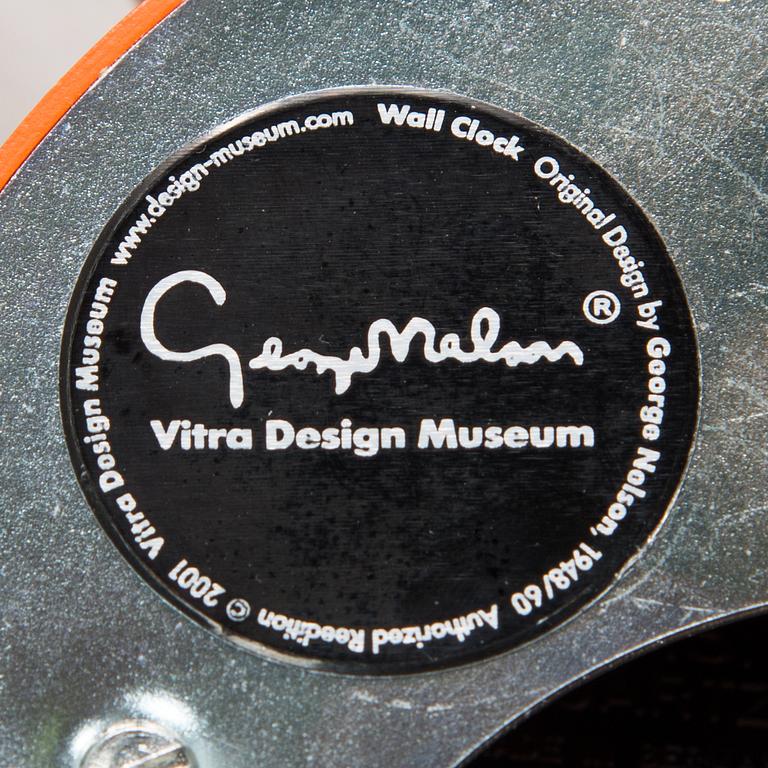 www.design-museum.com Wall Clock Original Design by George Nelson, 1948/60 Authorized Reedition © 2001 Vitra Design Museum
George Nelson ®
Vitra Design Museum